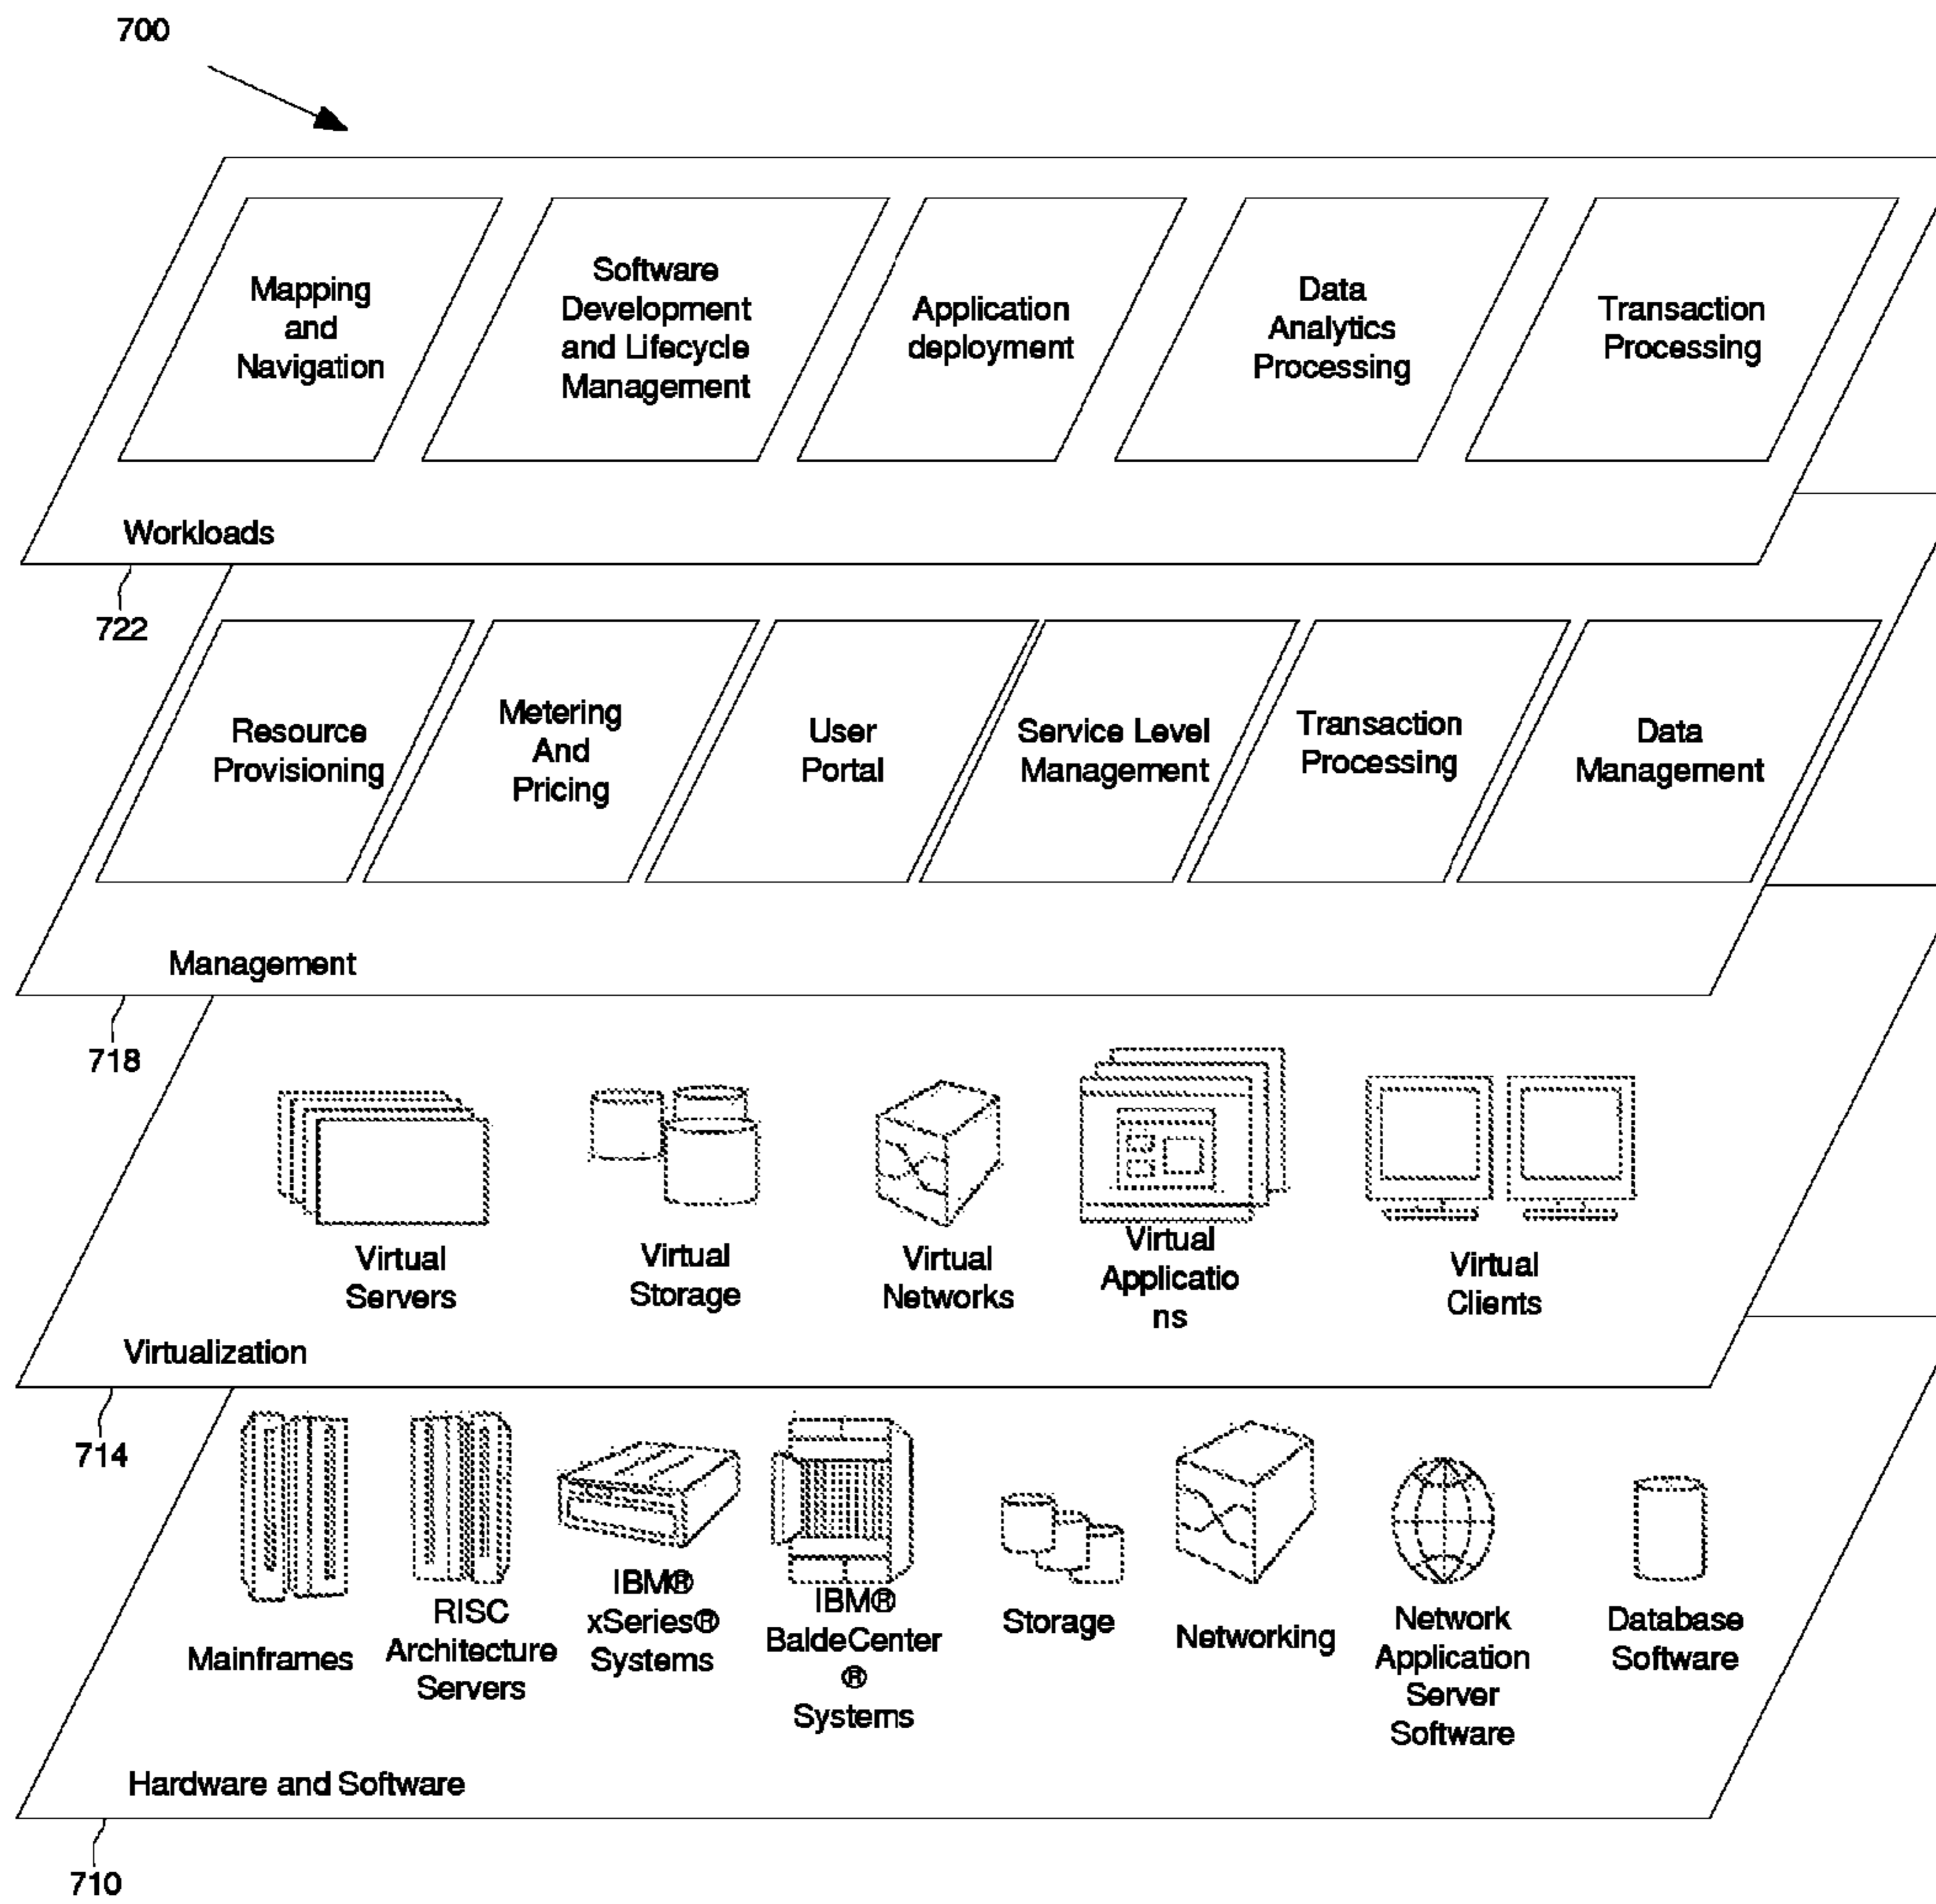 700
Mapping
and
Navigation
Software
Development
and Lifecycle
Management
Application
deployment
Data
Analytics
Processing
Transaction
Processing
Workloads
722
Resource
Provisioning
Metering
And
Pricing
User
Portal
Service Level
Management
Transaction
Processing
Data
Management
Management
718
Virtual
Servers
Virtual
Storage
Virtual
Networks
Virtual
Applicatio
ns
Virtual
Clients
Virtualization
714
Mainframes
RISC
Architecture
Servers
IBM®
xSeries®
Systems
IBM®
BaldeCenter
®
Systems
Storage
Networking
Network
Application
Server
Software
Database
Software
Hardware and Software
710